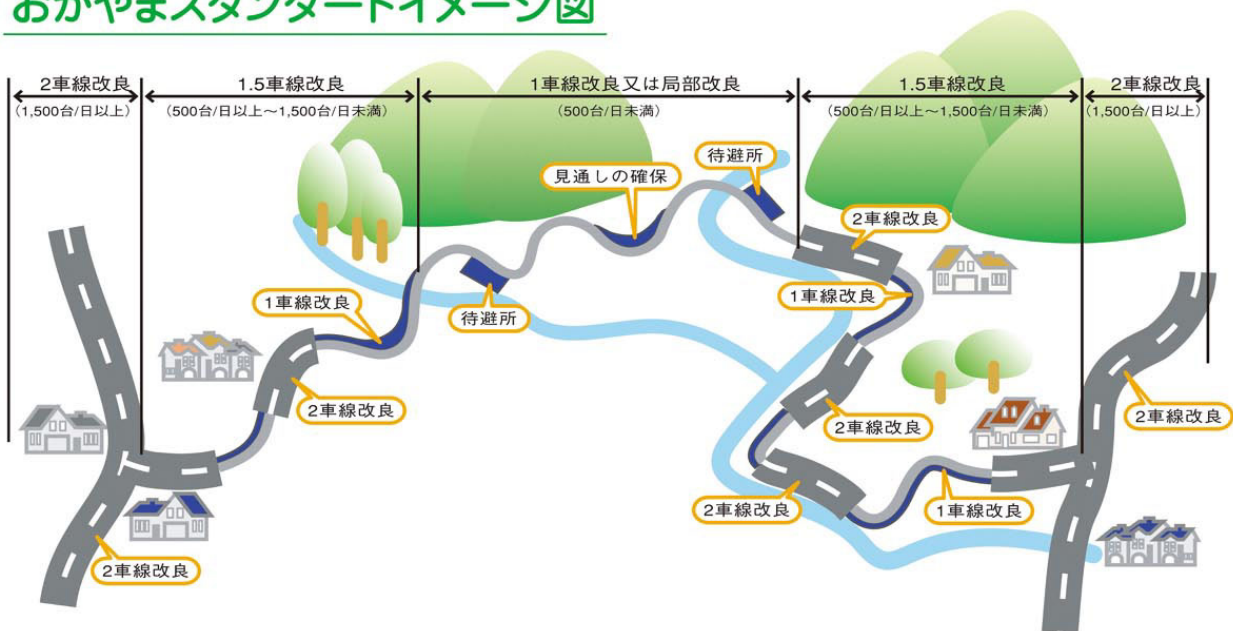 おかやまスタンダードイメージ図
2車線改良
1.5車線改良
1車線改良又は局部改良
1.5車線改良
2車線改良
(1,500台/日以上)
(500台/日以上〜1,500台/日未満)
(500台/日未満)
(500台/日以上〜1,500台/日未満)
(1,500台/日以上)
待避所
見通しの確保
2車線改良
1車線改良
1車線改良
待避所
2車線改良
2車線改良
2車線改良
2車線改良
1車線改良
2車線改良